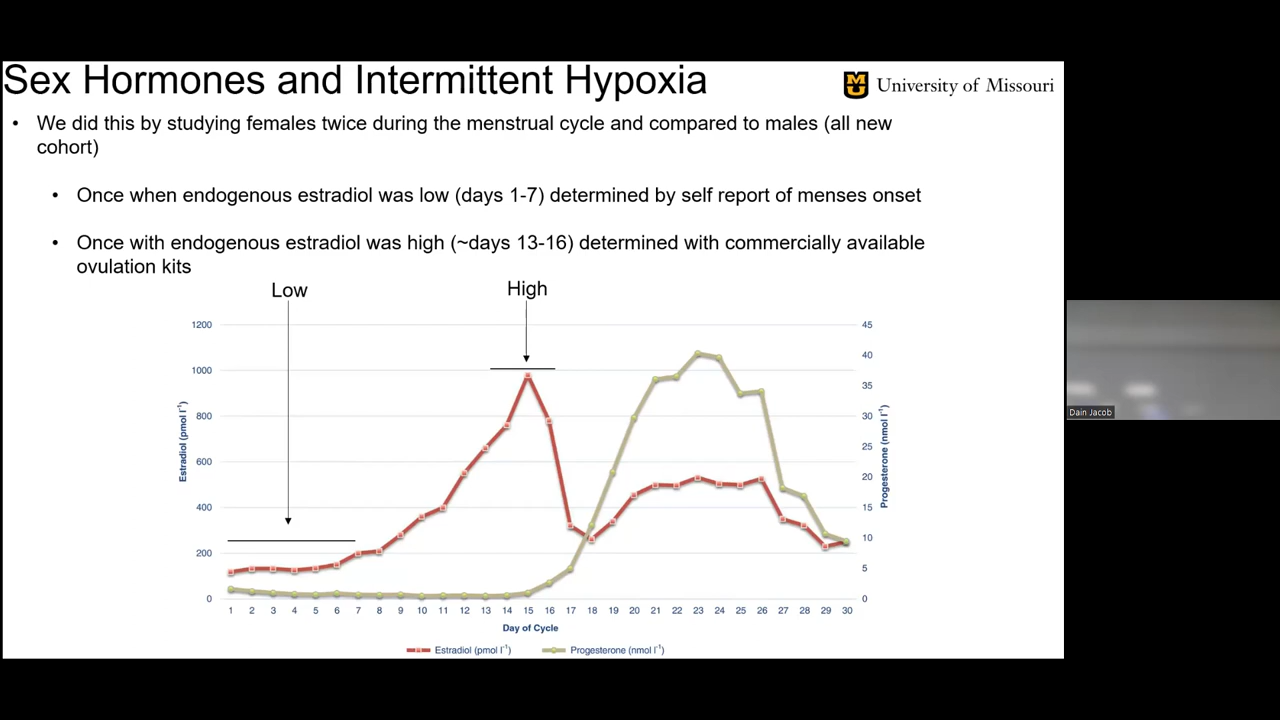 Sex Hormones and Intermittent Hypoxia
University of Missouri
• We did this by studying females twice during the menstrual cycle and compared to males (all new
cohort)
• Once when endogenous estradiol was low (days 1-7) determined by self report of menses onset
• Once with endogenous estradiol was high (~days 13-16) determined with commercially available
ovulation kits
Low
High
1200
1000
800
600
400
200
0
Estradiol (pmol l⁻¹)
45
40
35
30
25
20
15
10
5
0
Progesterone (nmol l⁻¹)
1 2 3 4 5 6 7 8 9 10 11 12 13 14 15 16 17 18 19 20 21 22 23 24 25 26 27 28 29 30
Day of Cycle
Estradiol (pmol l⁻¹) Progesterone (nmol l⁻¹)
Dain Jacob